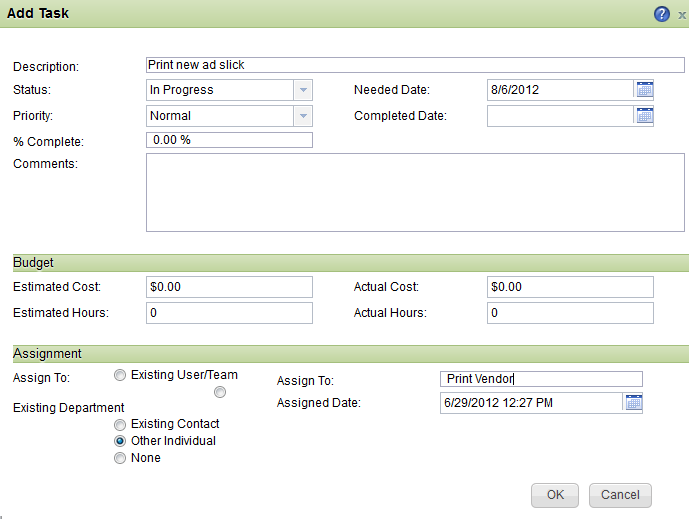 Add Task ? x
Description: Print new ad slick
Status: In Progress Needed Date: 8/6/2012
Priority: Normal Completed Date:
% Complete: 0.00 %
Comments:
Budget
Estimated Cost: $0.00 Actual Cost: $0.00
Estimated Hours: 0 Actual Hours: 0
Assignment
Assign To: Existing User/Team Assign To: Print Vendor
Assigned Date: 6/29/2012 12:27 PM
Existing Department
Existing Contact
Other Individual
None
OK Cancel